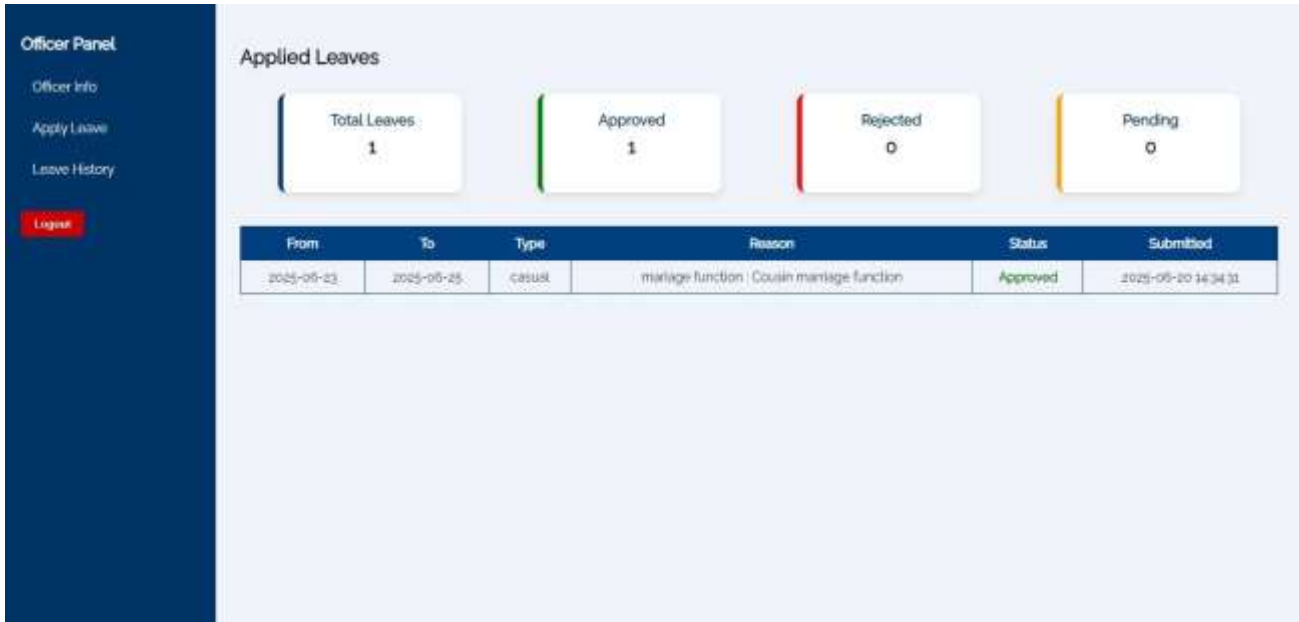 Officer Panel
Officer Info
Apply Leave
Leave History
Logout
Applied Leaves
Total Leaves
1
Approved
1
Rejected
0
Pending
0
From To Type Reason Status Submitted
2025-06-23 2025-06-25 casual mariage function : Cousin marriage function Approved 2025-06-20 14:34:31